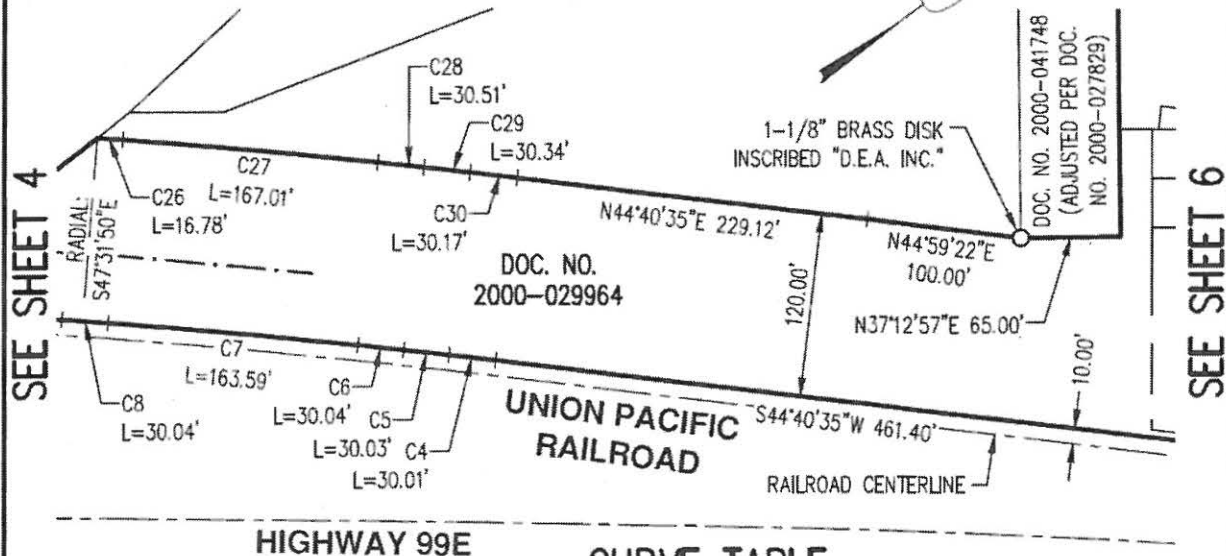 C28
L=30.51'
C29
L=30.34'
1-1/8" BRASS DISK
INSCRIBED "D.E.A. INC."
DOC. NO. 2000-041748
(ADJUSTED PER DOC.
NO. 2000-027829)
SEE SHEET 4
RADIAL:
S47°31'50"E
C26
L=16.78'
C27
L=167.01'
C30
L=30.17'
N44°40'35"E 229.12'
N44°59'22"E
100.00'
N37°12'57"E 65.00'
SEE SHEET 6
DOC. NO.
2000-029964
120.00'
10.00'
C8
L=30.04'
C7
L=163.59'
C6
L=30.04'
C5
L=30.03'
C4
L=30.01'
UNION PACIFIC
RAILROAD
S44°40'35"W 461.40'
RAILROAD CENTERLINE
HIGHWAY 99E
CURVE TABLE